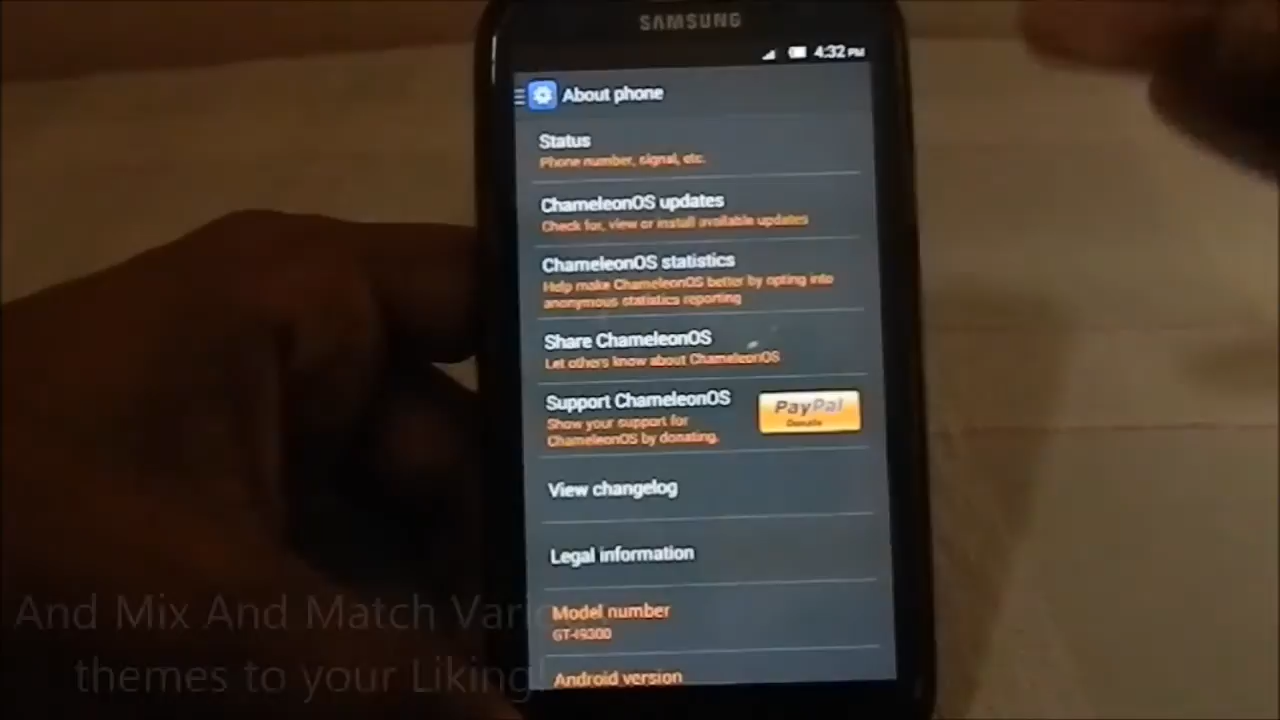 SAMSUNG
4:32 PM
About phone
Status
Phone number, signal, etc.
ChameleonOS updates
Check for, view or install available updates
ChameleonOS statistics
Help make ChameleonOS better by opting into
anonymous statistics reporting
Share ChameleonOS
Let others know about ChameleonOS
Support ChameleonOS
Show your support for
ChameleonOS by donating.
PayPal
Donate
View changelog
Legal information
Model number
GT-I9300
Android version
And Mix And Match
themes to your Liking!